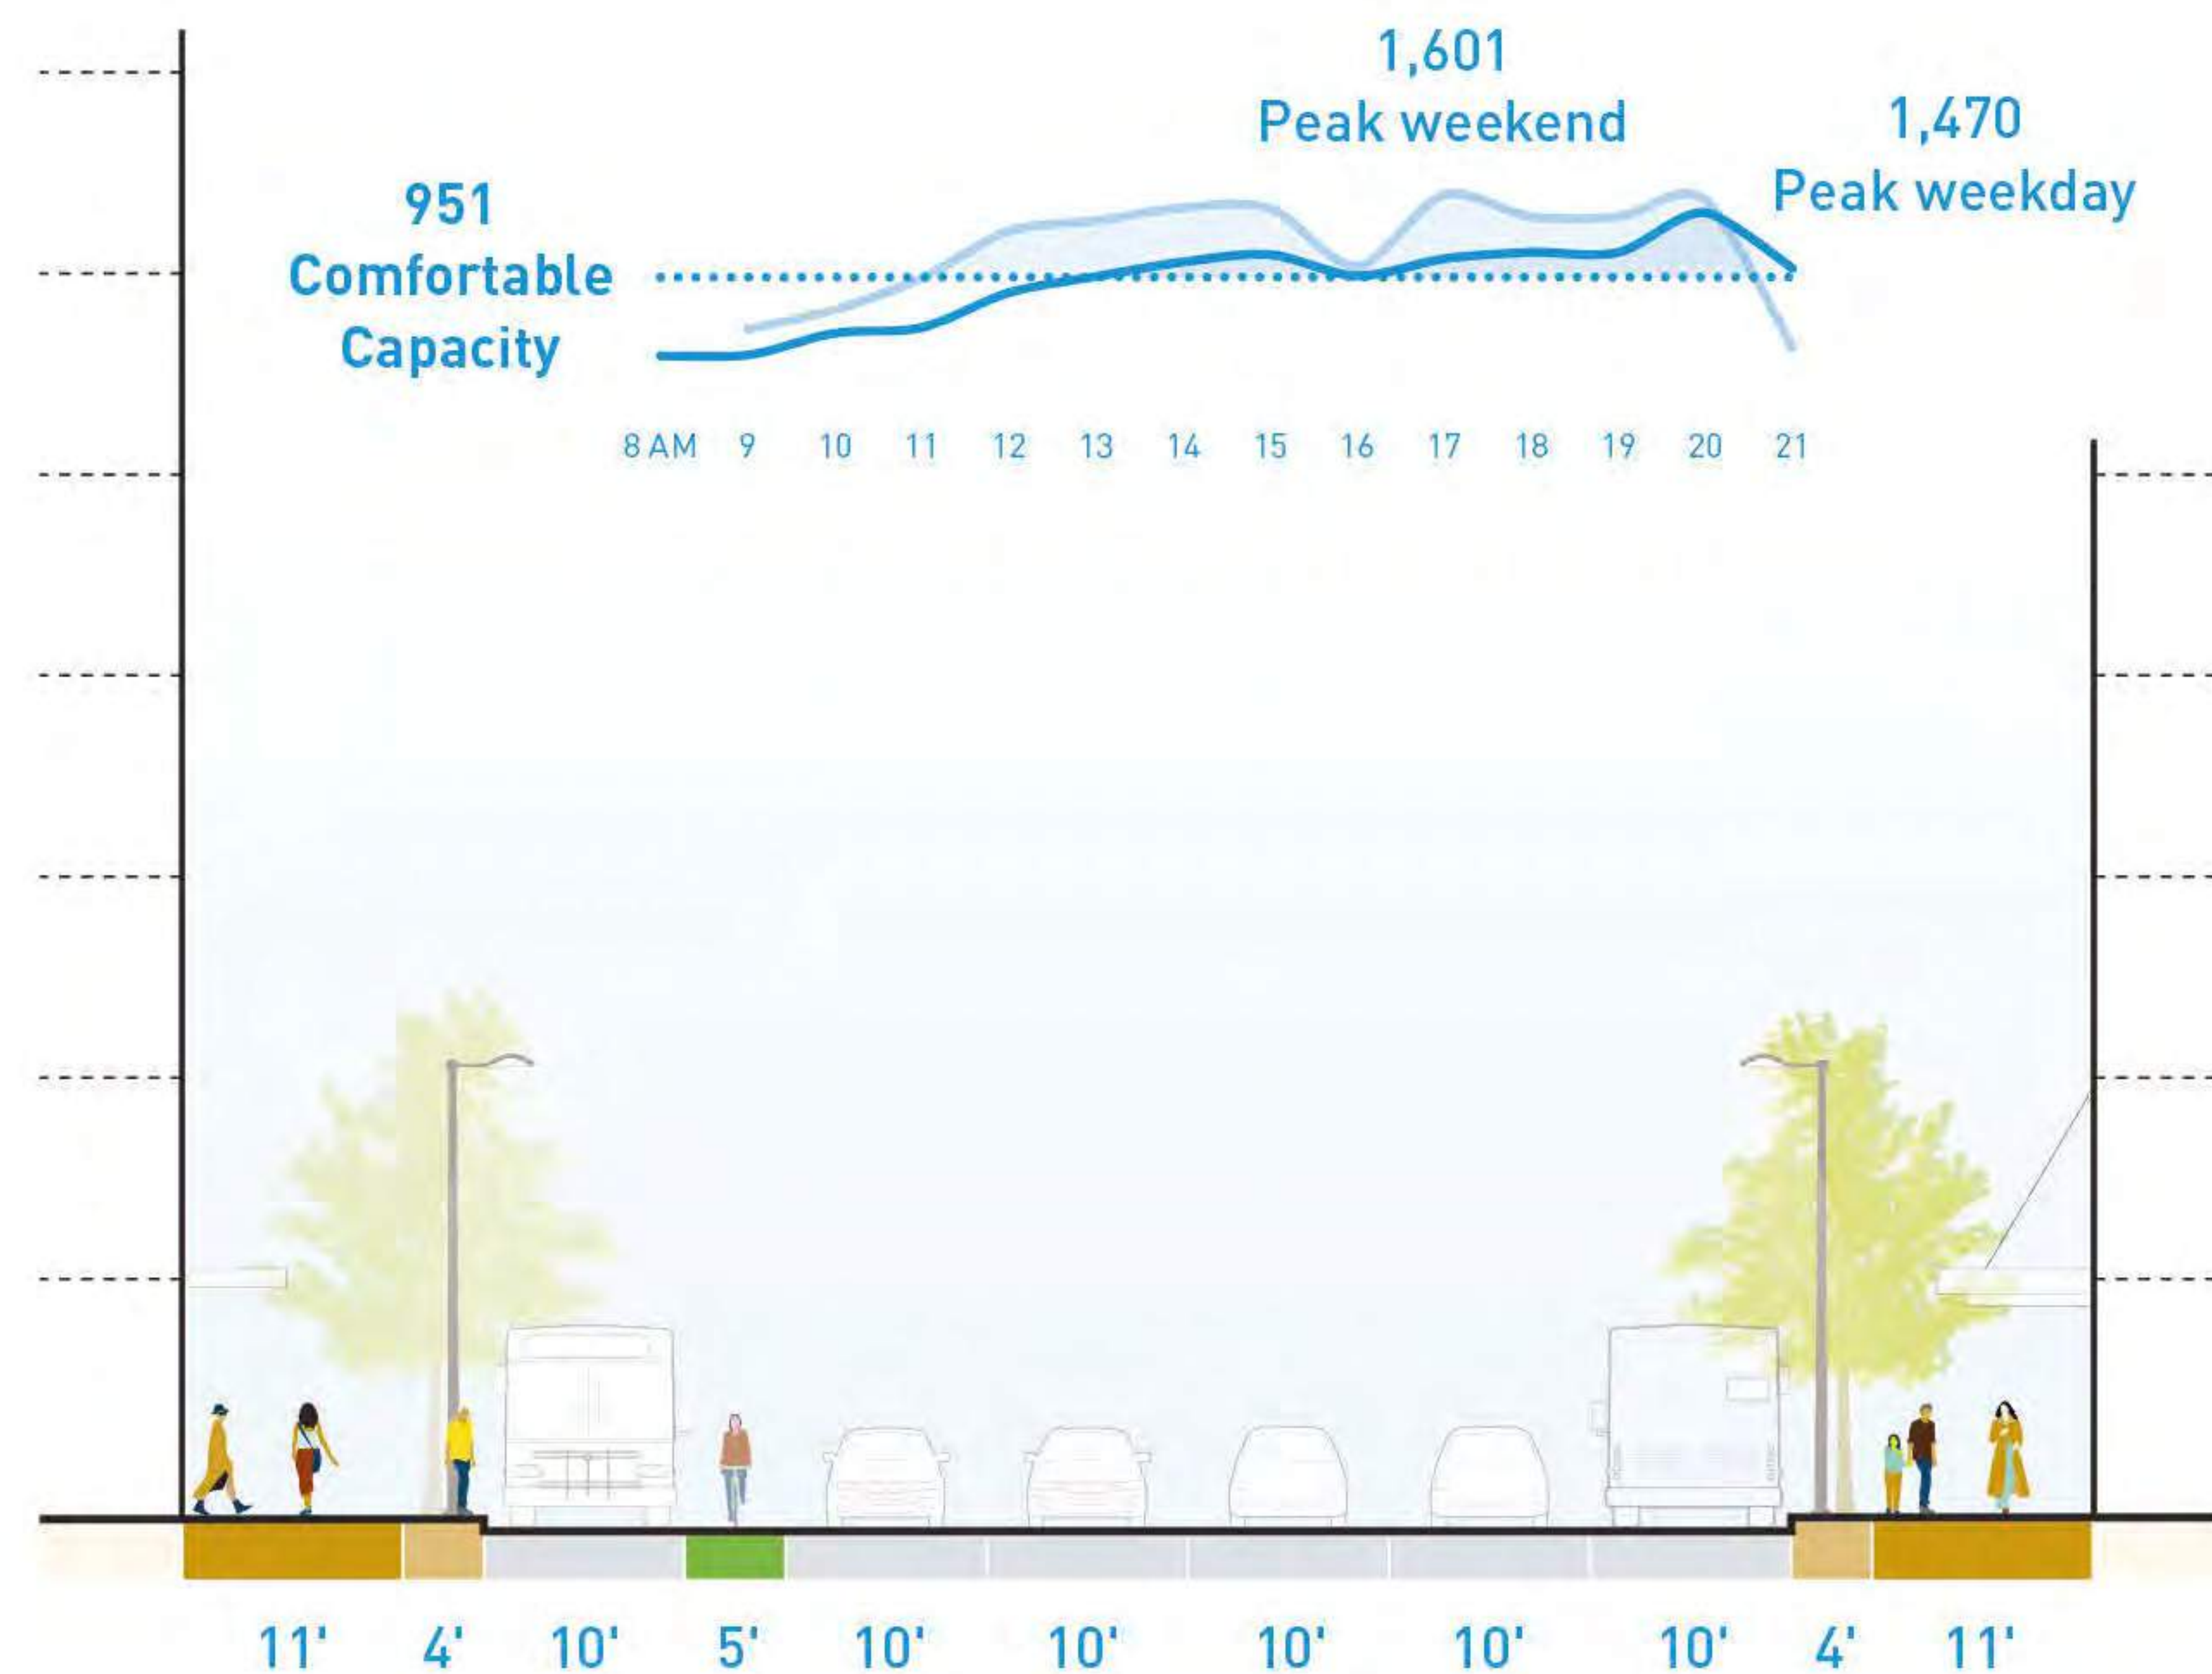 1,601
Peak weekend
1,470
Peak weekday
951
Comfortable
Capacity
8 AM 9 10 11 12 13 14 15 16 17 18 19 20 21
11' 4' 10' 5' 10' 10' 10' 10' 10' 4' 11'